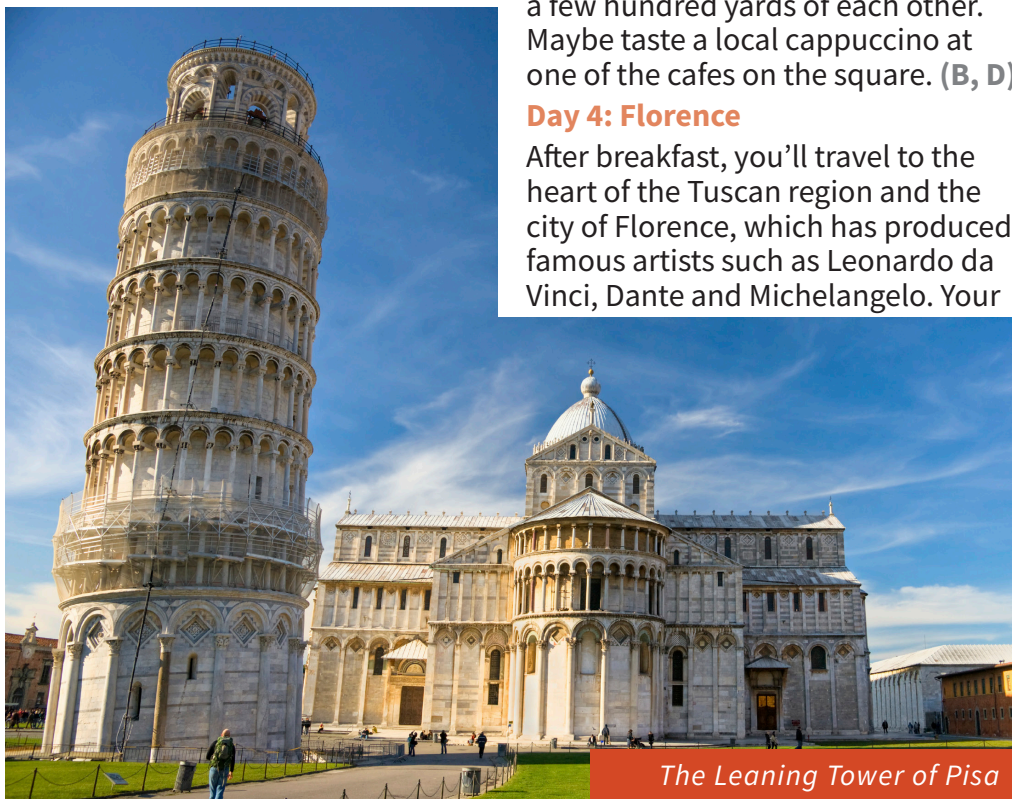 a few hundred yards of each other.
Maybe taste a local cappuccino at
one of the cafes on the square. (B, D)
Day 4: Florence
After breakfast, you’ll travel to the
heart of the Tuscan region and the
city of Florence, which has produced
famous artists such as Leonardo da
Vinci, Dante and Michelangelo. Your
The Leaning Tower of Pisa